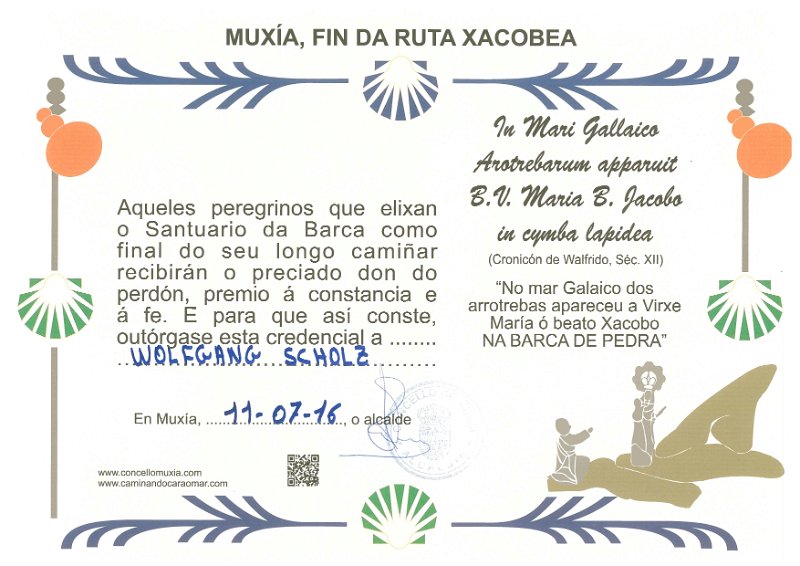 MUXÍA, FIN DA RUTA XACOBEA
Aqueles peregrinos que elixan
o Santuario da Barca como
final do seu longo camiñar
recibirán o preciado don do
perdón, premio á constancia e
á fe. E para que así conste,
outórgase esta credencial a ........
WOLFGANG SCHOLZ
En Muxía, 11-07-16, o alcalde
www.concellomuxia.com
www.caminandocaraomar.com
In Mari Gallaico
Arotrebarum apparuit
B.V. Maria B. Jacobo
in cymba lapidea
(Cronicón de Walfrido, Séc. XII)
“No mar Galaico dos
arrotrebas apareceu a Virxe
María ó beato Xacobo
NA BARCA DE PEDRA”